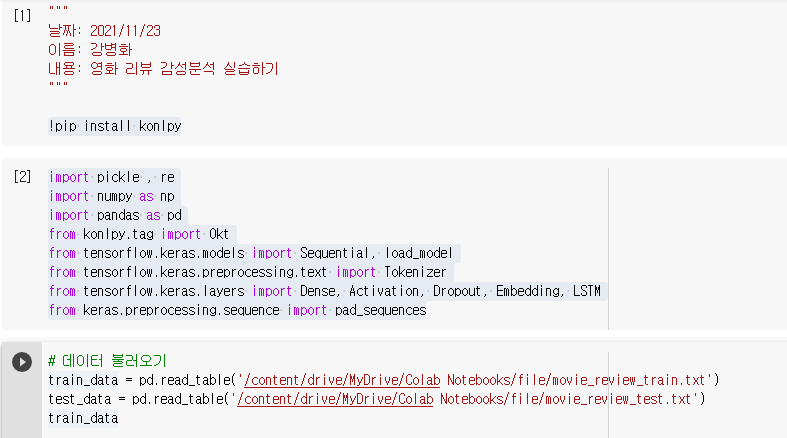 [1]
"""
날짜: 2021/11/23
이름: 강병화
내용: 영화 리뷰 감성분석 실습하기
"""
!pip install konlpy
[2]
import pickle , re
import numpy as np
import pandas as pd
from konlpy.tag import Okt
from tensorflow.keras.models import Sequential, load_model
from tensorflow.keras.preprocessing.text import Tokenizer
from tensorflow.keras.layers import Dense, Activation, Dropout, Embedding, LSTM
from keras.preprocessing.sequence import pad_sequences
# 데이터 불러오기
train_data = pd.read_table('/content/drive/MyDrive/Colab Notebooks/file/movie_review_train.txt')
test_data = pd.read_table('/content/drive/MyDrive/Colab Notebooks/file/movie_review_test.txt')
train_data